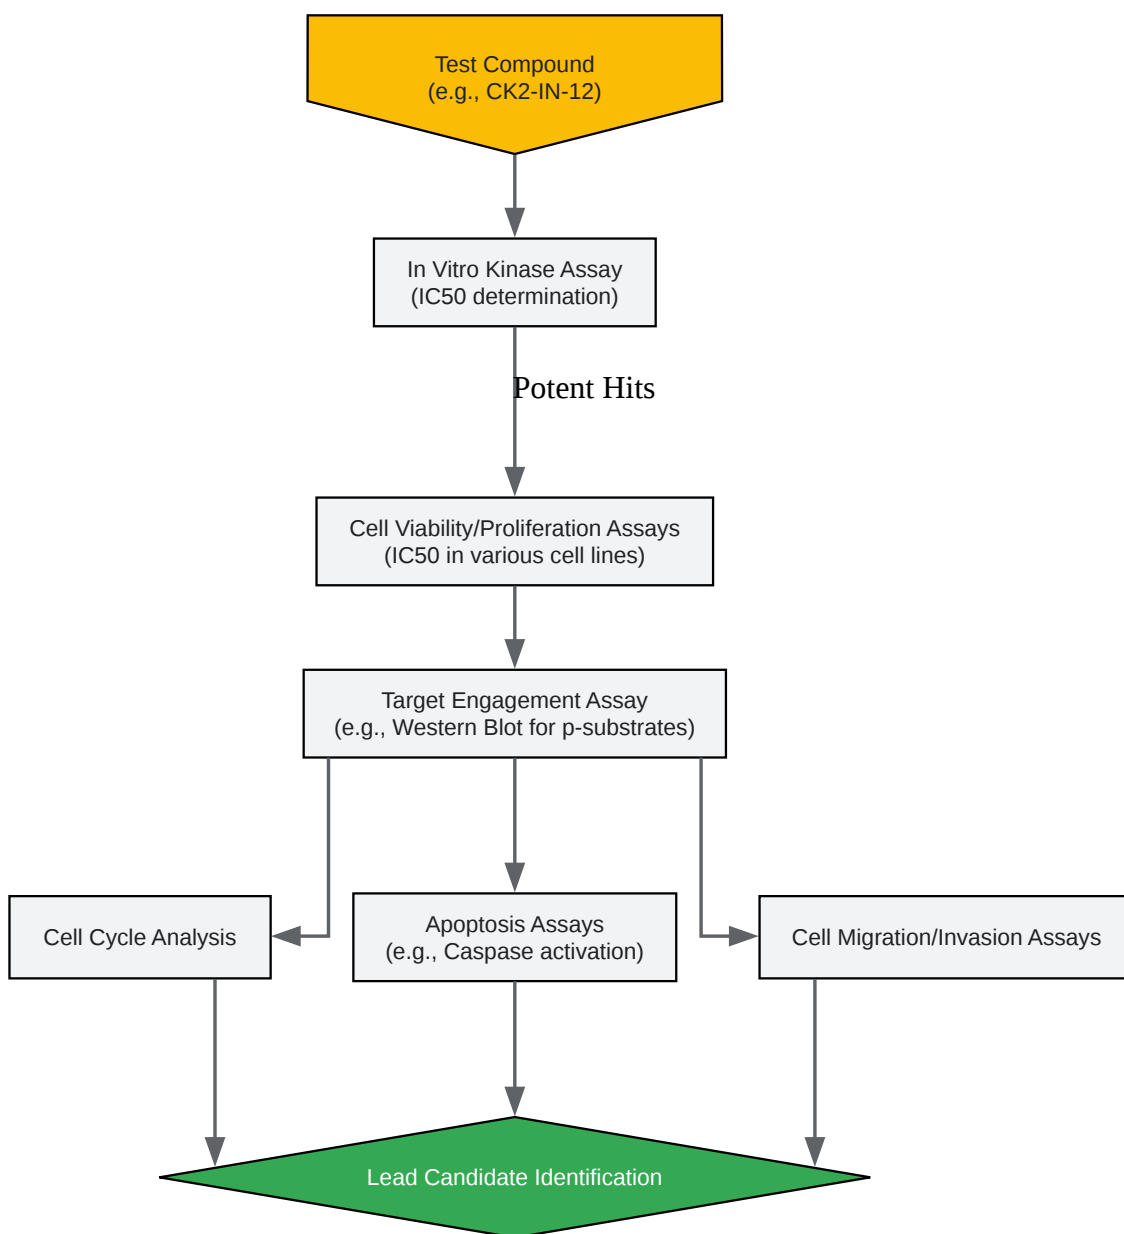 Test Compound
(e.g., CK2-IN-12)
In Vitro Kinase Assay
(IC50 determination)
Potent Hits
Cell Viability/Proliferation Assays
(IC50 in various cell lines)
Target Engagement Assay
(e.g., Western Blot for p-substrates)
Cell Cycle Analysis
Apoptosis Assays
(e.g., Caspase activation)
Cell Migration/Invasion Assays
Lead Candidate Identification